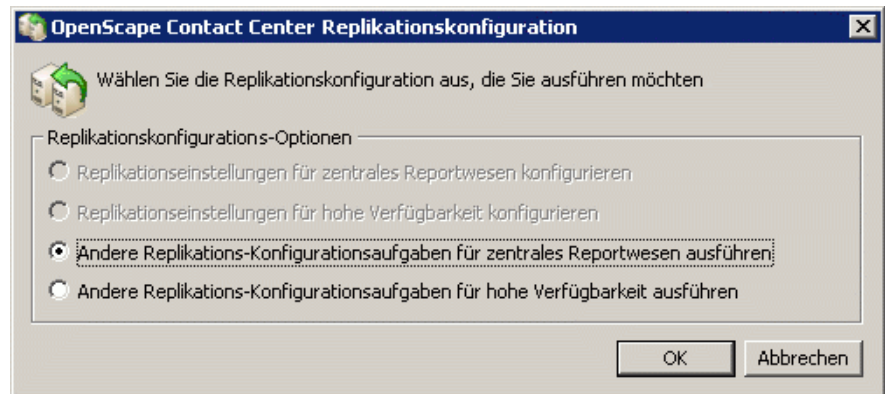 OpenScape Contact Center Replikationskonfiguration
Wählen Sie die Replikationskonfiguration aus, die Sie ausführen möchten
Replikationskonfigurations-Optionen
Replikationseinstellungen für zentrales Reportwesen konfigurieren
Replikationseinstellungen für hohe Verfügbarkeit konfigurieren
Andere Replikations-Konfigurationsaufgaben für zentrales Reportwesen ausführen
Andere Replikations-Konfigurationsaufgaben für hohe Verfügbarkeit ausführen
OK Abbrechen